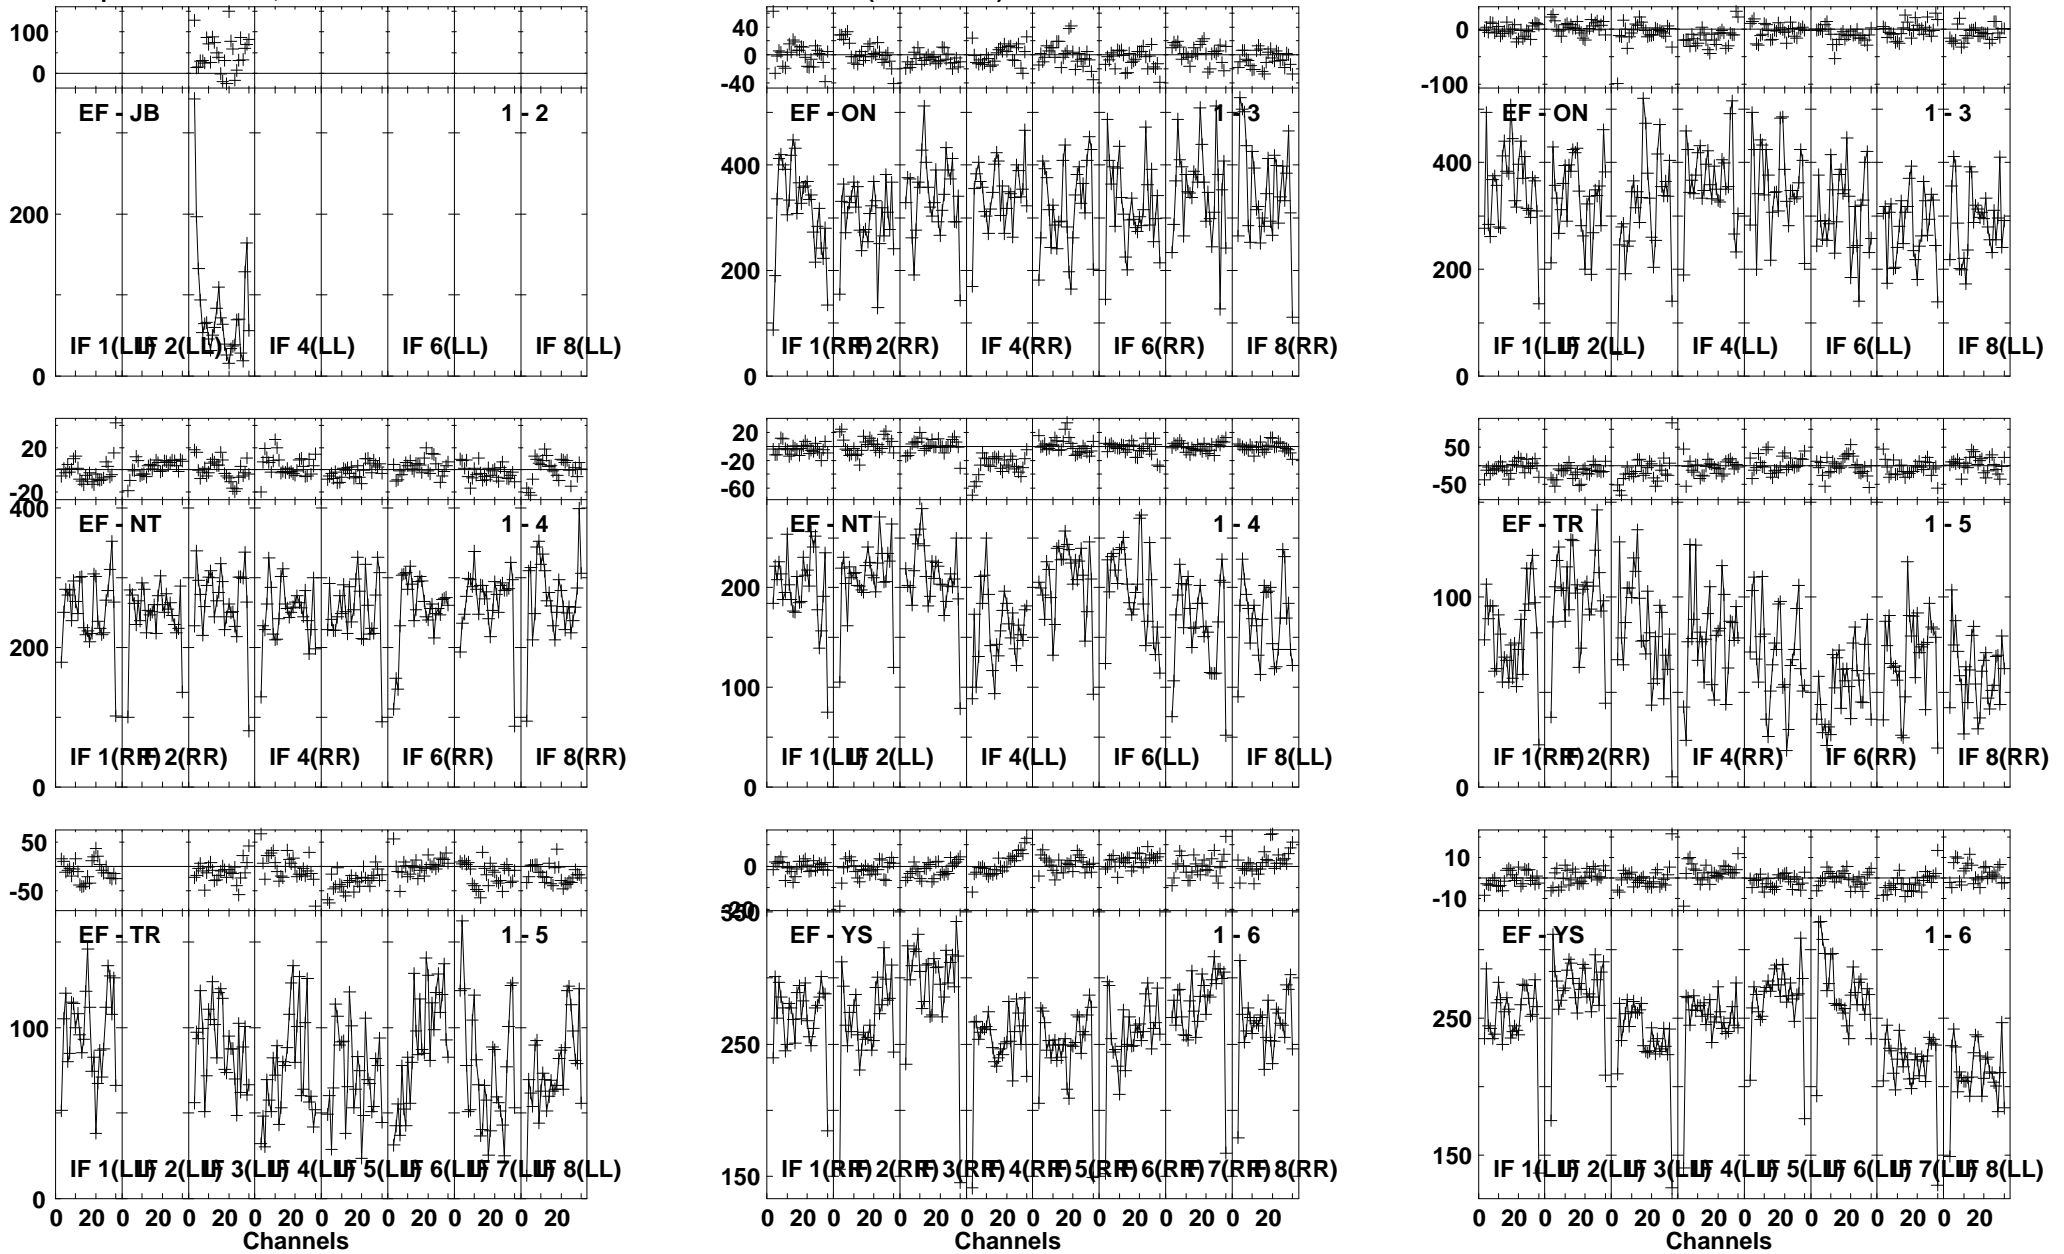 100
0
EF - JB
1 - 2
200
0
IF 1(LL)
IF 2(LL)
IF 4(LL)
IF 6(LL)
IF 8(LL)
40
0
-40
EF - ON
1 - 3
400
200
0
IF 1(RR)
IF 2(RR)
IF 4(RR)
IF 6(RR)
IF 8(RR)
0
-100
EF - ON
1 - 3
400
200
0
IF 1(LL)
IF 2(LL)
IF 4(LL)
IF 6(LL)
IF 8(LL)
20
-20
400
EF - NT
1 - 4
200
0
IF 1(RR)
IF 2(RR)
IF 4(RR)
IF 6(RR)
IF 8(RR)
20
-20
-60
EF - NT
1 - 4
200
100
0
IF 1(LL)
IF 2(LL)
IF 4(LL)
IF 6(LL)
IF 8(LL)
50
-50
EF - TR
1 - 5
100
0
IF 1(RR)
IF 2(RR)
IF 4(RR)
IF 6(RR)
IF 8(RR)
50
-50
EF - TR
1 - 5
100
0
IF 1(LL)
IF 2(LL)
IF 3(LL)
IF 4(LL)
IF 5(LL)
IF 6(LL)
IF 7(LL)
IF 8(LL)
0 20 0 20 0 20 0 20 0 20 0 20 0 20 0 20
Channels
0
350
EF - YS
1 - 6
250
150
IF 1(RR)
IF 2(RR)
IF 3(RR)
IF 4(RR)
IF 5(RR)
IF 6(RR)
IF 7(RR)
IF 8(RR)
0 20 0 20 0 20 0 20 0 20 0 20 0 20 0 20
Channels
10
-10
EF - YS
1 - 6
250
150
IF 1(LL)
IF 2(LL)
IF 3(LL)
IF 4(LL)
IF 5(LL)
IF 6(LL)
IF 7(LL)
IF 8(LL)
0 20 0 20 0 20 0 20 0 20 0 20 0 20 0 20
Channels